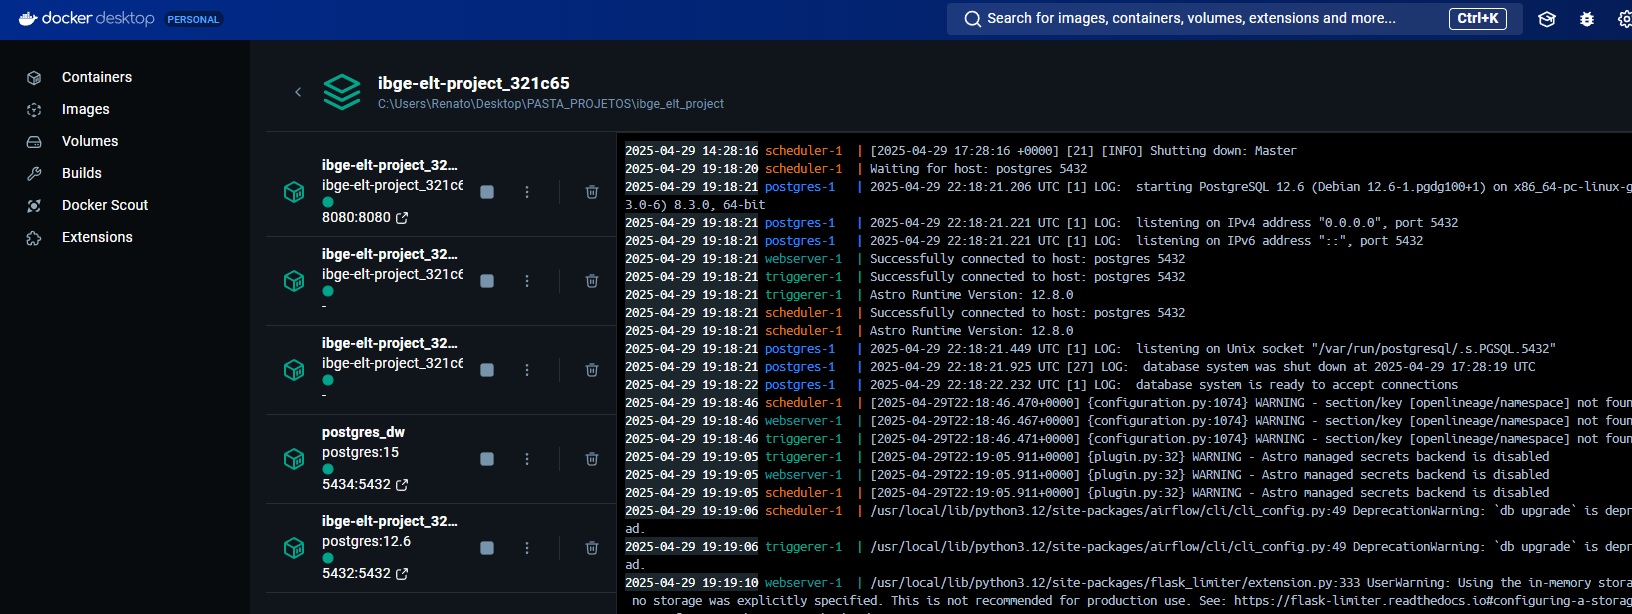 docker desktop PERSONAL
Search for images, containers, volumes, extensions and more... Ctrl+K
Containers
Images
Volumes
Builds
Docker Scout
Extensions
ibge-elt-project_321c65
C:\Users\Renato\Desktop\PASTA_PROJETOS\ibge_elt_project
ibge-elt-project_32...
ibge-elt-project_321c6
8080:8080
ibge-elt-project_32...
ibge-elt-project_321c6
-
ibge-elt-project_32...
ibge-elt-project_321c6
-
postgres_dw
postgres:15
5434:5432
ibge-elt-project_32...
postgres:12.6
5432:5432
2025-04-29 14:28:16 scheduler-1 | [2025-04-29 17:28:16 +0000] [21] [INFO] Shutting down: Master
2025-04-29 19:18:20 scheduler-1 | Waiting for host: postgres 5432
2025-04-29 19:18:21 postgres-1 | 2025-04-29 22:18:21.206 UTC [1] LOG: starting PostgreSQL 12.6 (Debian 12.6-1.pgdg100+1) on x86_64-pc-linux-g
3.0-6) 8.3.0, 64-bit
2025-04-29 19:18:21 postgres-1 | 2025-04-29 22:18:21.221 UTC [1] LOG: listening on IPv4 address "0.0.0.0", port 5432
2025-04-29 19:18:21 postgres-1 | 2025-04-29 22:18:21.221 UTC [1] LOG: listening on IPv6 address "::", port 5432
2025-04-29 19:18:21 webserver-1 | Successfully connected to host: postgres 5432
2025-04-29 19:18:21 triggerer-1 | Successfully connected to host: postgres 5432
2025-04-29 19:18:21 triggerer-1 | Astro Runtime Version: 12.8.0
2025-04-29 19:18:21 scheduler-1 | Successfully connected to host: postgres 5432
2025-04-29 19:18:21 scheduler-1 | Astro Runtime Version: 12.8.0
2025-04-29 19:18:21 postgres-1 | 2025-04-29 22:18:21.449 UTC [1] LOG: listening on Unix socket "/var/run/postgresql/.s.PGSQL.5432"
2025-04-29 19:18:21 postgres-1 | 2025-04-29 22:18:21.925 UTC [27] LOG: database system was shut down at 2025-04-29 17:28:19 UTC
2025-04-29 19:18:22 postgres-1 | 2025-04-29 22:18:22.232 UTC [1] LOG: database system is ready to accept connections
2025-04-29 19:18:46 scheduler-1 | [2025-04-29T22:18:46.470+0000] {configuration.py:1074} WARNING - section/key [openlineage/namespace] not foun
2025-04-29 19:18:46 webserver-1 | [2025-04-29T22:18:46.467+0000] {configuration.py:1074} WARNING - section/key [openlineage/namespace] not foun
2025-04-29 19:18:46 triggerer-1 | [2025-04-29T22:18:46.471+0000] {configuration.py:1074} WARNING - section/key [openlineage/namespace] not foun
2025-04-29 19:19:05 triggerer-1 | [2025-04-29T22:19:05.911+0000] {plugin.py:32} WARNING - Astro managed secrets backend is disabled
2025-04-29 19:19:05 webserver-1 | [2025-04-29T22:19:05.911+0000] {plugin.py:32} WARNING - Astro managed secrets backend is disabled
2025-04-29 19:19:05 scheduler-1 | [2025-04-29T22:19:05.911+0000] {plugin.py:32} WARNING - Astro managed secrets backend is disabled
2025-04-29 19:19:06 scheduler-1 | /usr/local/lib/python3.12/site-packages/airflow/cli/cli_config.py:49 DeprecationWarning: `db upgrade` is depr
ad.
2025-04-29 19:19:06 triggerer-1 | /usr/local/lib/python3.12/site-packages/airflow/cli/cli_config.py:49 DeprecationWarning: `db upgrade` is depr
ad.
2025-04-29 19:19:10 webserver-1 | /usr/local/lib/python3.12/site-packages/flask_limiter/extension.py:333 UserWarning: Using the in-memory stora
no storage was explicitly specified. This is not recommended for production use. See: https://flask-limiter.readthedocs.io#configuring-a-storag